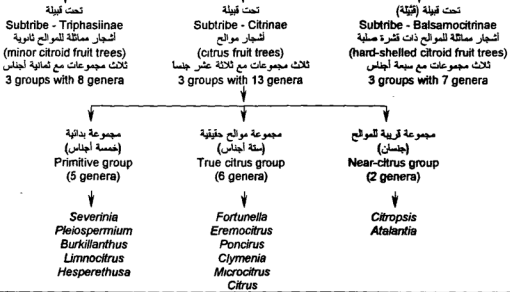 تحت قبيلة
Subtribe - Triphasiinae
أشجار مماثلة للموالح ثانوية
(minor citroid fruit trees)
ثلاث مجموعات مع ثمانية أجناس
3 groups with 8 genera
تحت قبيلة
Subtribe - Citrinae
أشجار موالح
(citrus fruit trees)
ثلاث مجموعات مع ثلاثة عشر جنسا
3 groups with 13 genera
تحت قبيلة (قبيلة)
Subtribe - Balsamocitrinae
أشجار مماثلة للموالح ذات قشرة صلبة
(hard-shelled citroid fruit trees)
ثلاث مجموعات مع سبعة أجناس
3 groups with 7 genera
مجموعة بدائية
(خمسة أجناس)
Primitive group
(5 genera)
Severinia
Pleiospermium
Burkillanthus
Limnocitrus
Hesperethusa
مجموعة موالح حقيقية
(ستة أجناس)
True citrus group
(6 genera)
Fortunella
Eremocitrus
Poncirus
Clymenia
Microcitrus
Citrus
مجموعة قريبة للموالح
(جنسان)
Near-citrus group
(2 genera)
Citropsis
Atalantia